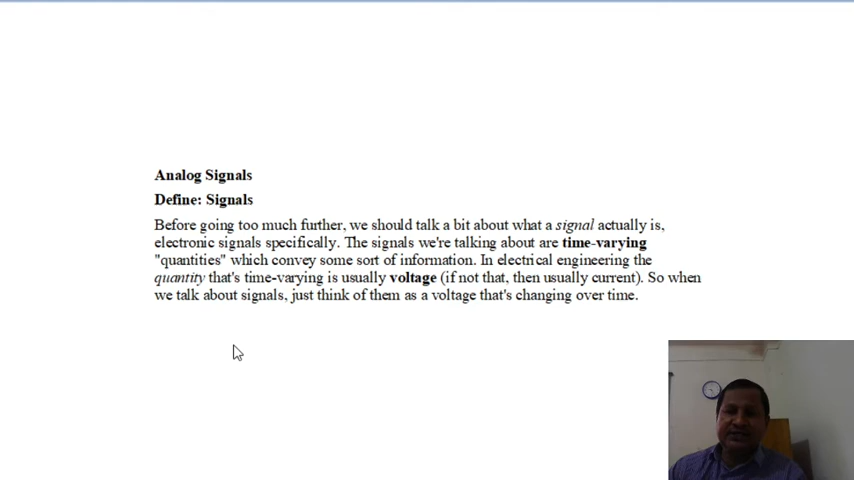 Analog Signals
Define: Signals
Before going too much further, we should talk a bit about what a signal actually is,
electronic signals specifically. The signals we're talking about are time-varying
"quantities" which convey some sort of information. In electrical engineering the
quantity that's time-varying is usually voltage (if not that, then usually current). So when
we talk about signals, just think of them as a voltage that's changing over time.